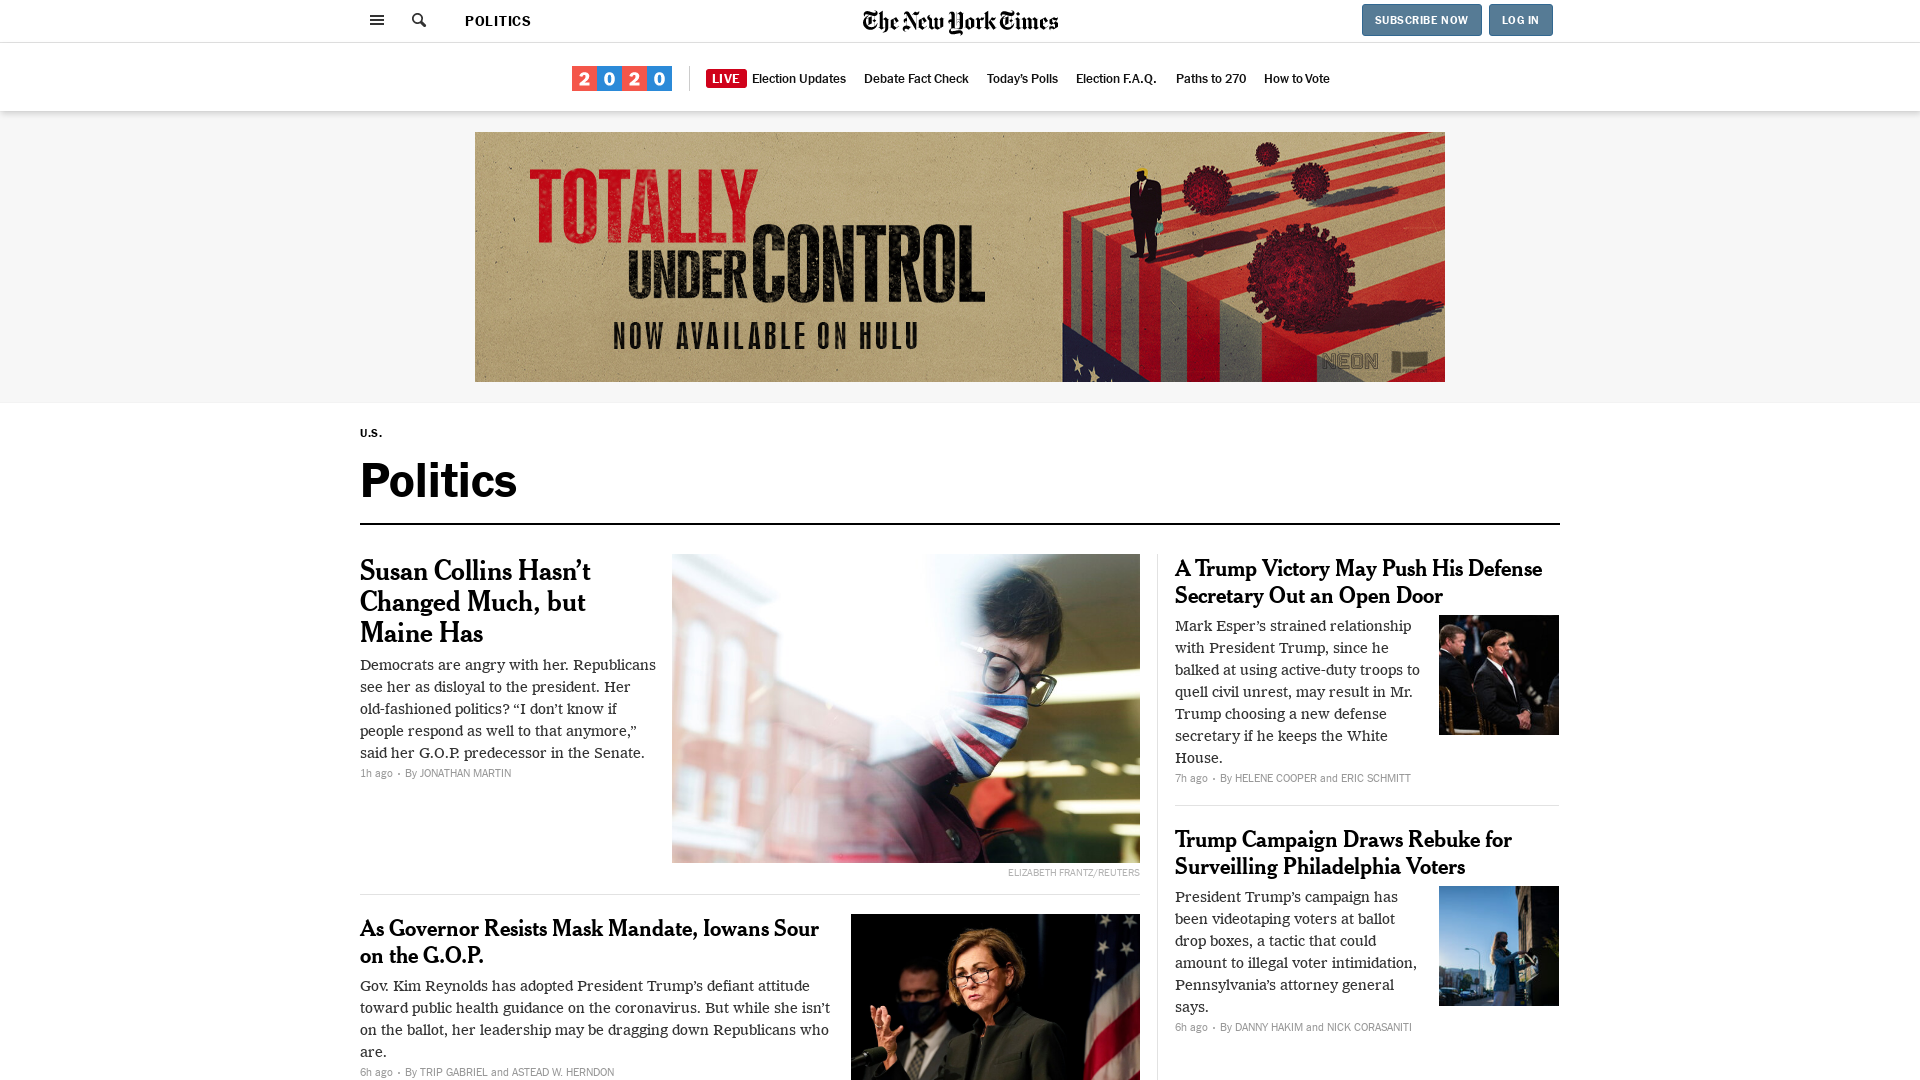 POLITICS
The New York Times
SUBSCRIBE NOW
LOG IN
2020
LIVE Election Updates
Debate Fact Check
Today's Polls
Election F.A.Q.
Paths to 270
How to Vote
TOTALLY
UNDER CONTROL
NOW AVAILABLE ON HULU
NEON
U.S.
Politics
Susan Collins Hasn’t
Changed Much, but
Maine Has
Democrats are angry with her. Republicans
see her as disloyal to the president. Her
old-fashioned politics? “I don’t know if
people respond as well to that anymore,”
said her G.O.P. predecessor in the Senate.
1h ago • By JONATHAN MARTIN
ELIZABETH FRANTZ/REUTERS
As Governor Resists Mask Mandate, Iowans Sour
on the G.O.P.
Gov. Kim Reynolds has adopted President Trump’s defiant attitude
toward public health guidance on the coronavirus. But while she isn’t
on the ballot, her leadership may be dragging down Republicans who
are.
6h ago • By TRIP GABRIEL and ASTEAD W. HERNDON
A Trump Victory May Push His Defense
Secretary Out an Open Door
Mark Esper’s strained relationship
with President Trump, since he
balked at using active-duty troops to
quell civil unrest, may result in Mr.
Trump choosing a new defense
secretary if he keeps the White
House.
7h ago • By HELENE COOPER and ERIC SCHMITT
Trump Campaign Draws Rebuke for
Surveilling Philadelphia Voters
President Trump’s campaign has
been videotaping voters at ballot
drop boxes, a tactic that could
amount to illegal voter intimidation,
Pennsylvania’s attorney general
says.
6h ago • By DANNY HAKIM and NICK CORASANITI